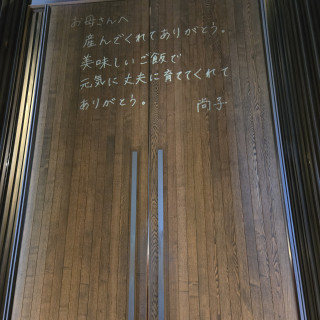 お母さんへ
産んでくれてありがとう。
美味しいご飯で
元気に丈夫に育ててくれて
ありがとう。
尚子